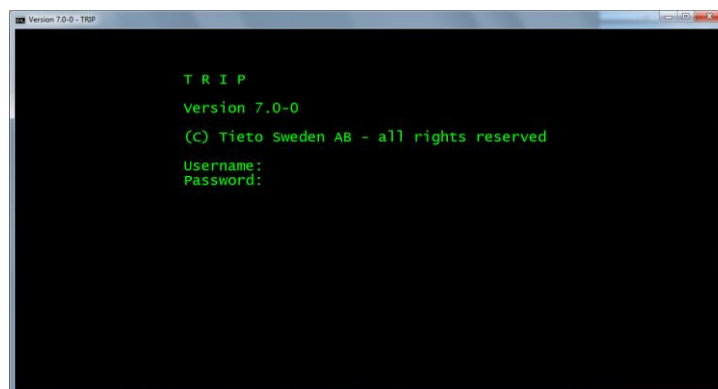 Version 7.0-0 - TRIP
T R I P
Version 7.0-0
(C) Tieto Sweden AB - all rights reserved
Username:
Password: